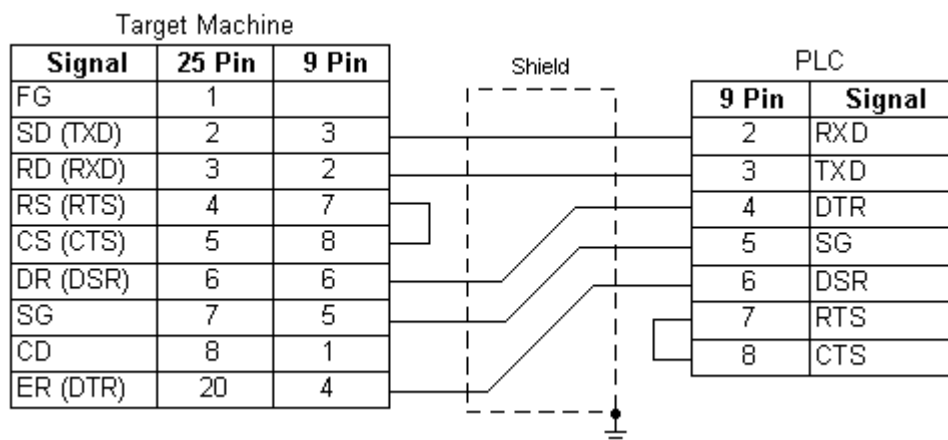 Target Machine
Signal 25 Pin 9 Pin
FG 1
SD (TXD) 2 3
RD (RXD) 3 2
RS (RTS) 4 7
CS (CTS) 5 8
DR (DSR) 6 6
SG 7 5
CD 8 1
ER (DTR) 20 4
Shield
PLC
9 Pin Signal
2 RXD
3 TXD
4 DTR
5 SG
6 DSR
7 RTS
8 CTS